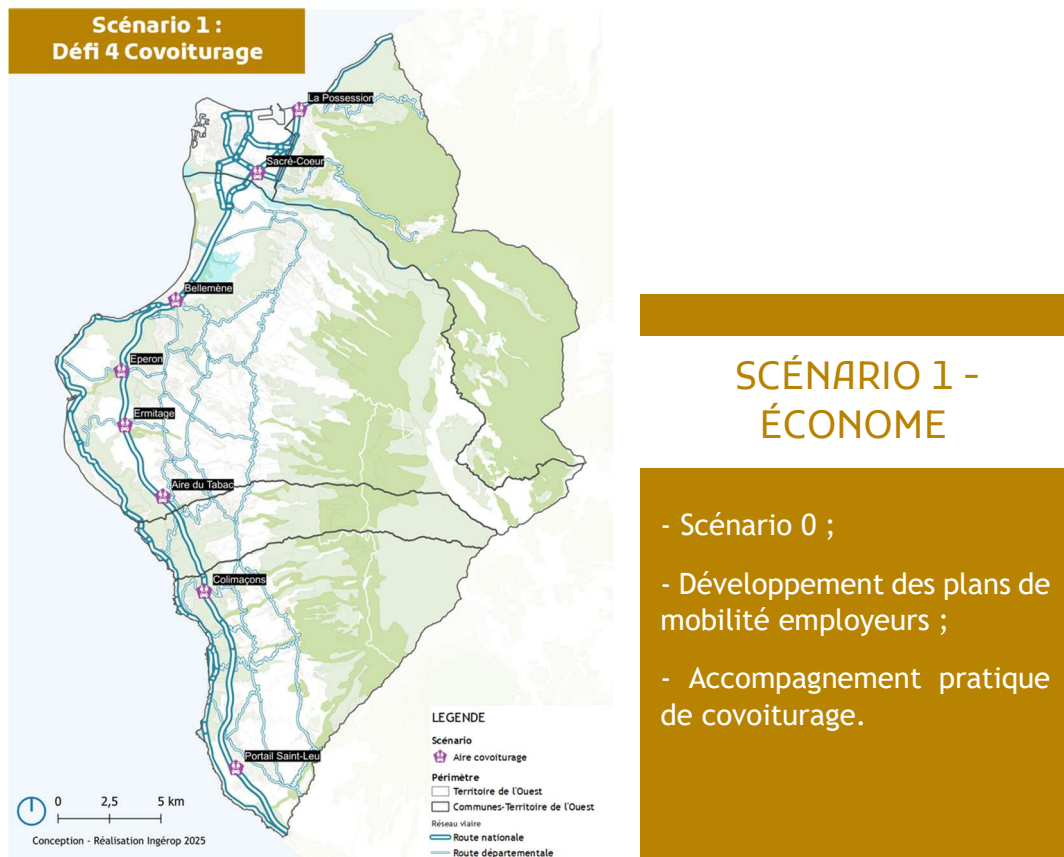 Scénario 1 :
Défi 4 Covoiturage
La Possession
Sacré-Coeur
Bellemène
Eperon
Ermitage
Aire du Tabac
Colimaçons
Portail Saint-Leu
LEGENDE
Scénario
Aire covoiturage
Périmètre
Territoire de l'Ouest
Communes-Territoire de l'Ouest
Réseau viaire
Route nationale
Route départementale
0 2,5 5 km
Conception - Réalisation Ingérop 2025
SCÉNARIO 1 -
ÉCONOME
- Scénario 0 ;
- Développement des plans de
mobilité employeurs ;
- Accompagnement pratique
de covoiturage.